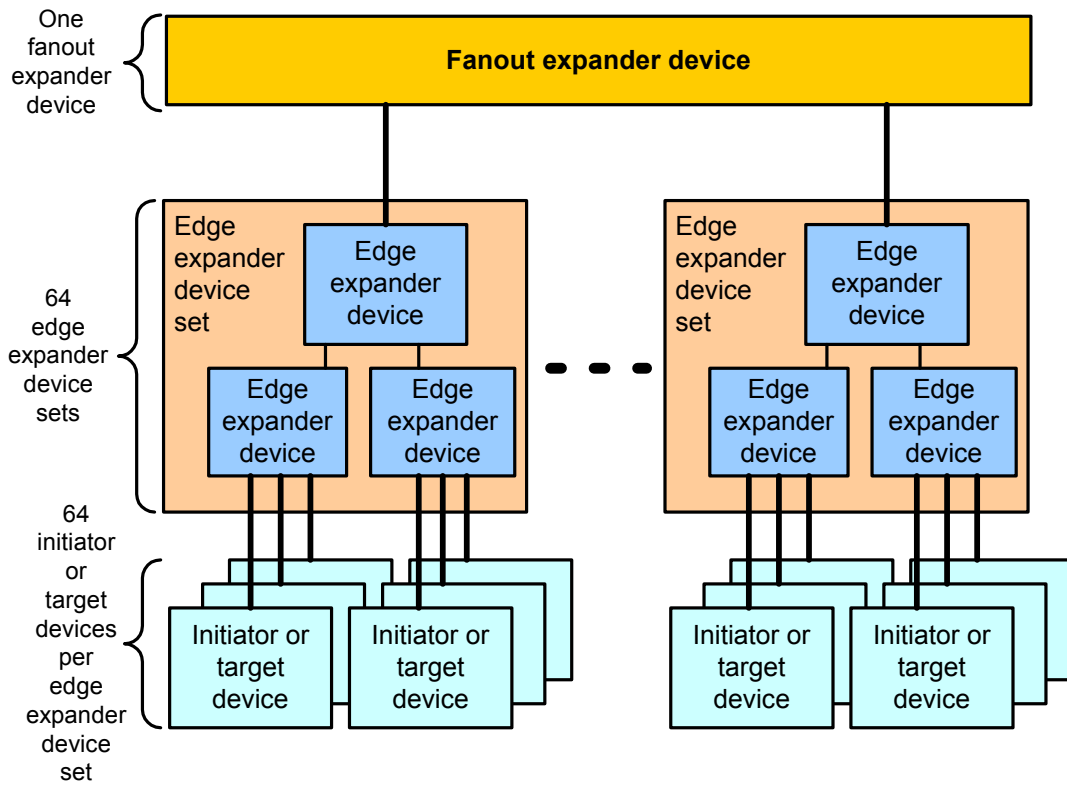 One
fanout
expander
device
Fanout expander device
64
edge
expander
device
sets
Edge
expander
device
set
Edge
expander
device
Edge
expander
device
Edge
expander
device
Edge
expander
device
set
Edge
expander
device
Edge
expander
device
Edge
expander
device
64
initiator
or
target
devices
per
edge
expander
device
set
Initiator or
target
device
Initiator or
target
device
Initiator or
target
device
Initiator or
target
device